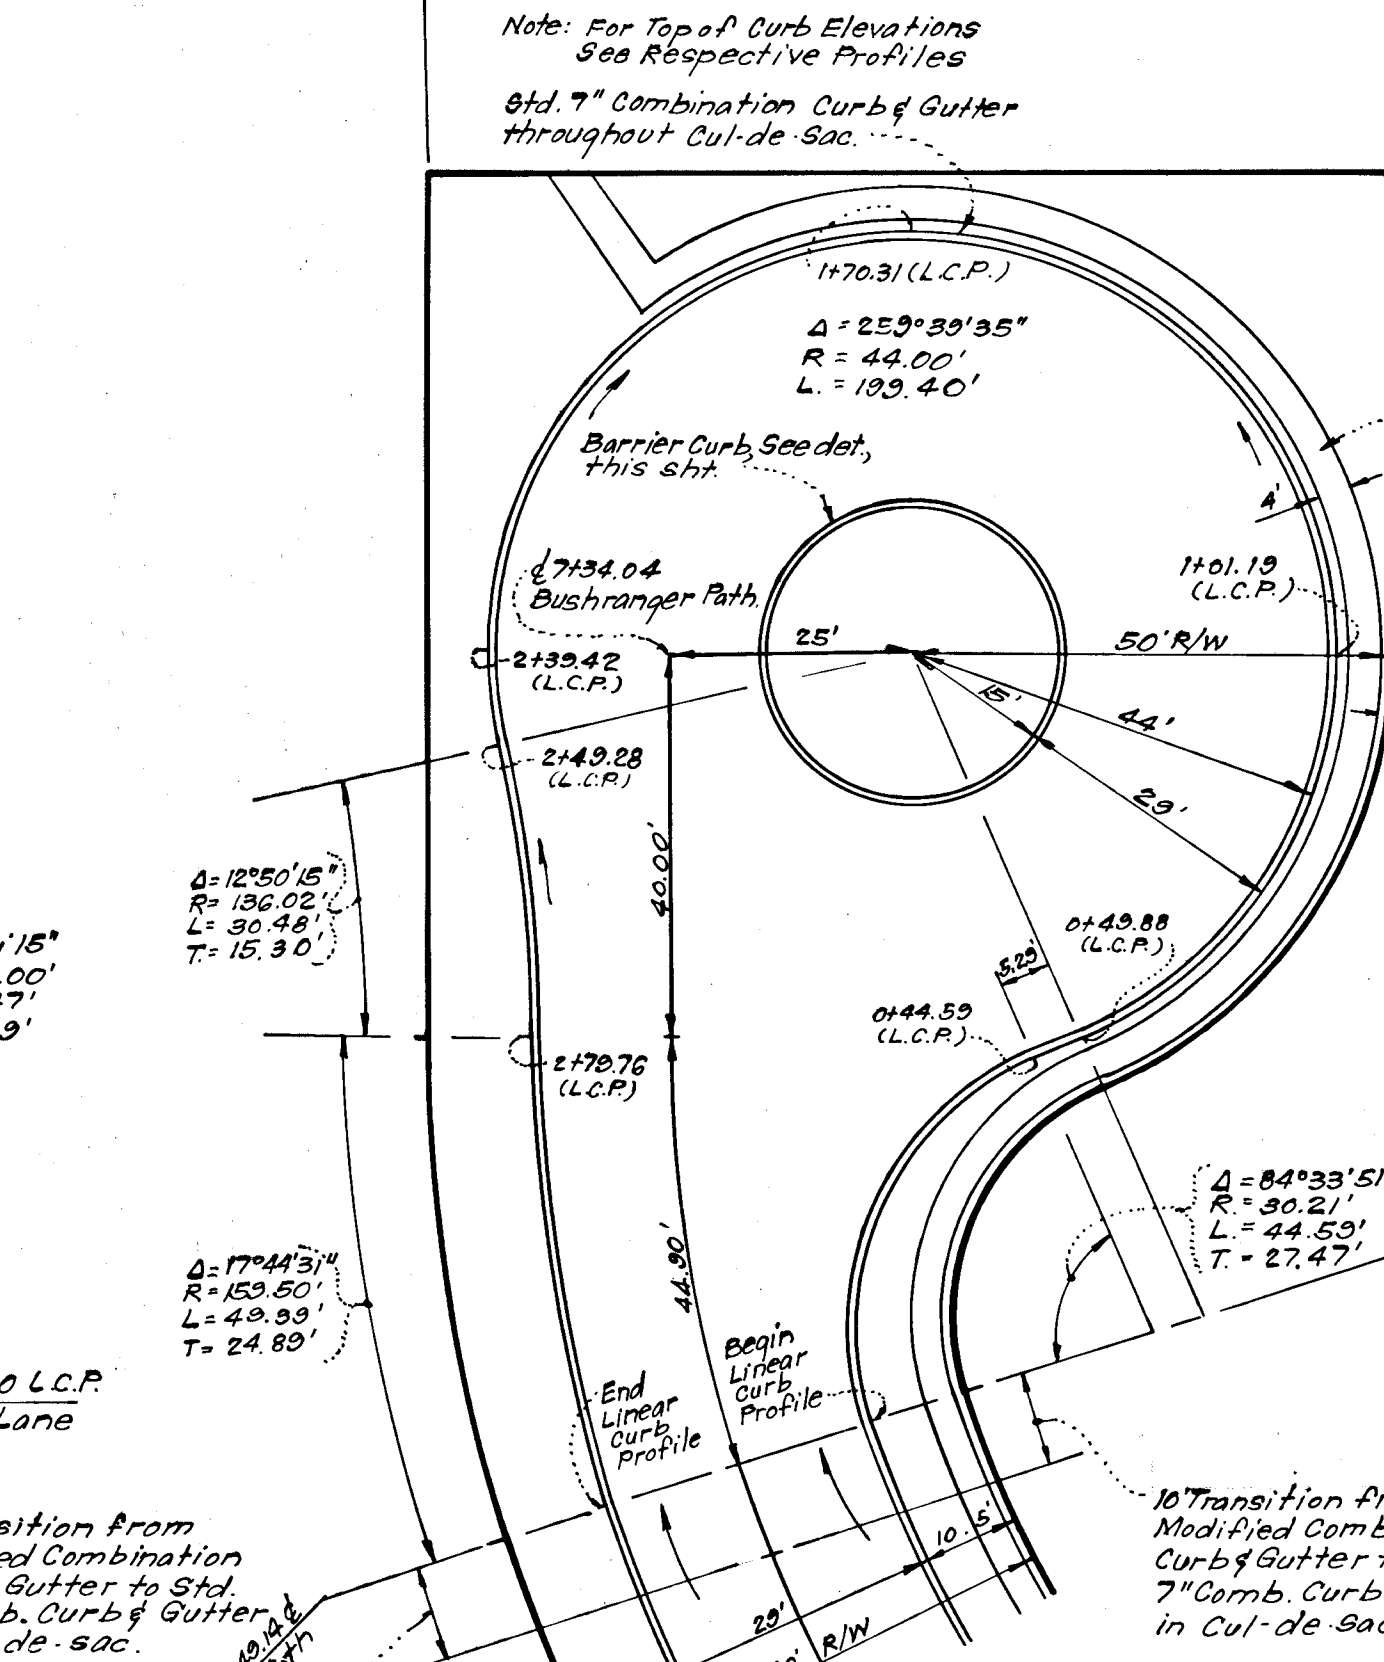 Note: For Top of Curb Elevations
See Respective Profiles
Std. 7" Combination Curb & Gutter
throughout Cul-de-Sac.
1+70.31 (L.C.P.)
Δ = 259°39'35"
R = 44.00'
L. = 199.40'
Barrier Curb, See det.,
this sht.
4'
℄ 7+34.04
Bushranger Path.
1+01.19
(L.C.P.)
25'
50' R/W
2+39.42
(L.C.P.)
15'
44'
2+49.28
(L.C.P.)
29'
40.00'
Δ = 12°50'15"
R = 136.02'
L = 30.48'
T. = 15.30'
0+49.88
(L.C.P.)
15"
.00'
9'
5.29'
0+44.59
(L.C.P.)
2+79.76
(L.C.P.)
Δ = 84°33'51
R. = 30.21'
L. = 44.59'
T. = 27.47'
44.90'
Δ = 17°44'31"
R = 159.50'
L = 49.39'
T = 24.89'
Begin
Linear
Curb
Profile
End
Linear
Curb
Profile
L.C.P.
Lane
10' Transition
Modified Comb
Curb & Gutter
7" Comb. Curb
in Cul-de-Sac
sition from
ed Combination
Gutter to Std.
b. Curb & Gutter
de-sac.
10.5'
29'
R/W
19.14 ℄